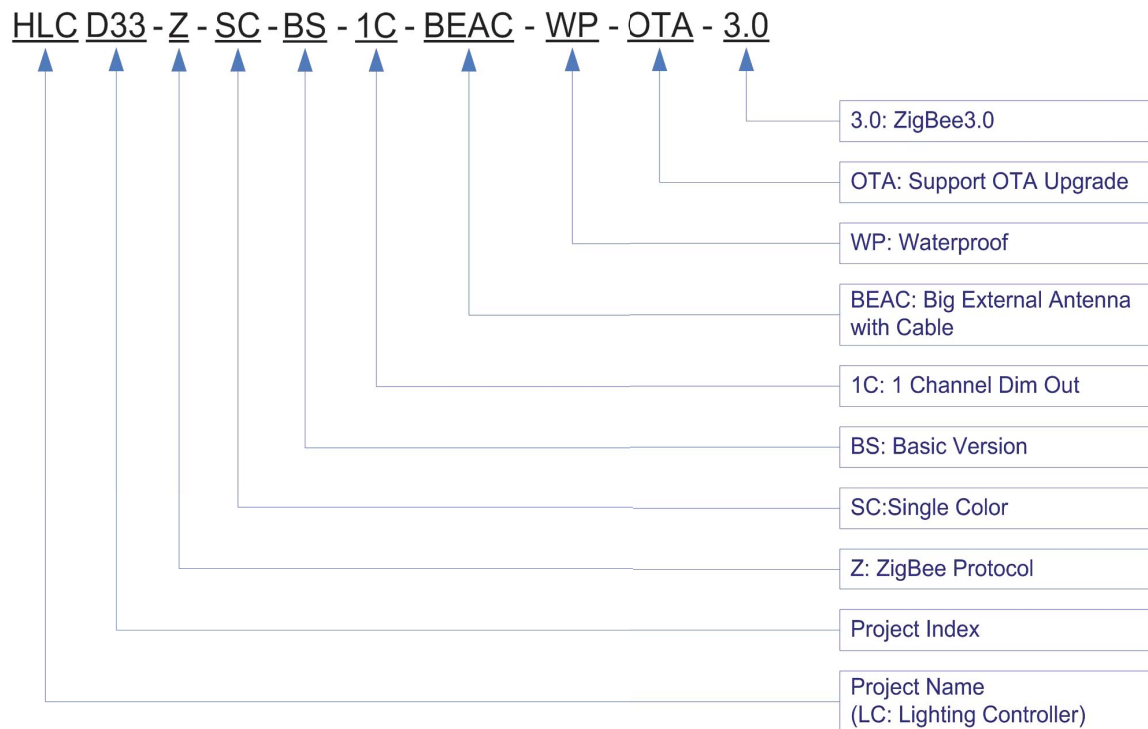 HLC D33 - Z - SC - BS - 1C - BEAC - WP - OTA - 3.0
3.0: ZigBee3.0
OTA: Support OTA Upgrade
WP: Waterproof
BEAC: Big External Antenna
with Cable
1C: 1 Channel Dim Out
BS: Basic Version
SC:Single Color
Z: ZigBee Protocol
Project Index
Project Name
(LC: Lighting Controller)